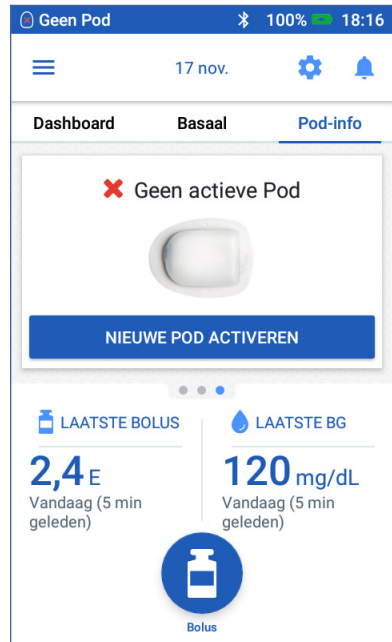 Geen Pod 100% 18:16
17 nov.
Dashboard Basaal Pod-info
Geen actieve Pod
NIEUWE POD ACTIVEREN
LAATSTE BOLUS
2,4 E
Vandaag (5 min
geleden)
LAATSTE BG
120 mg/dL
Vandaag (5 min
geleden)
Bolus